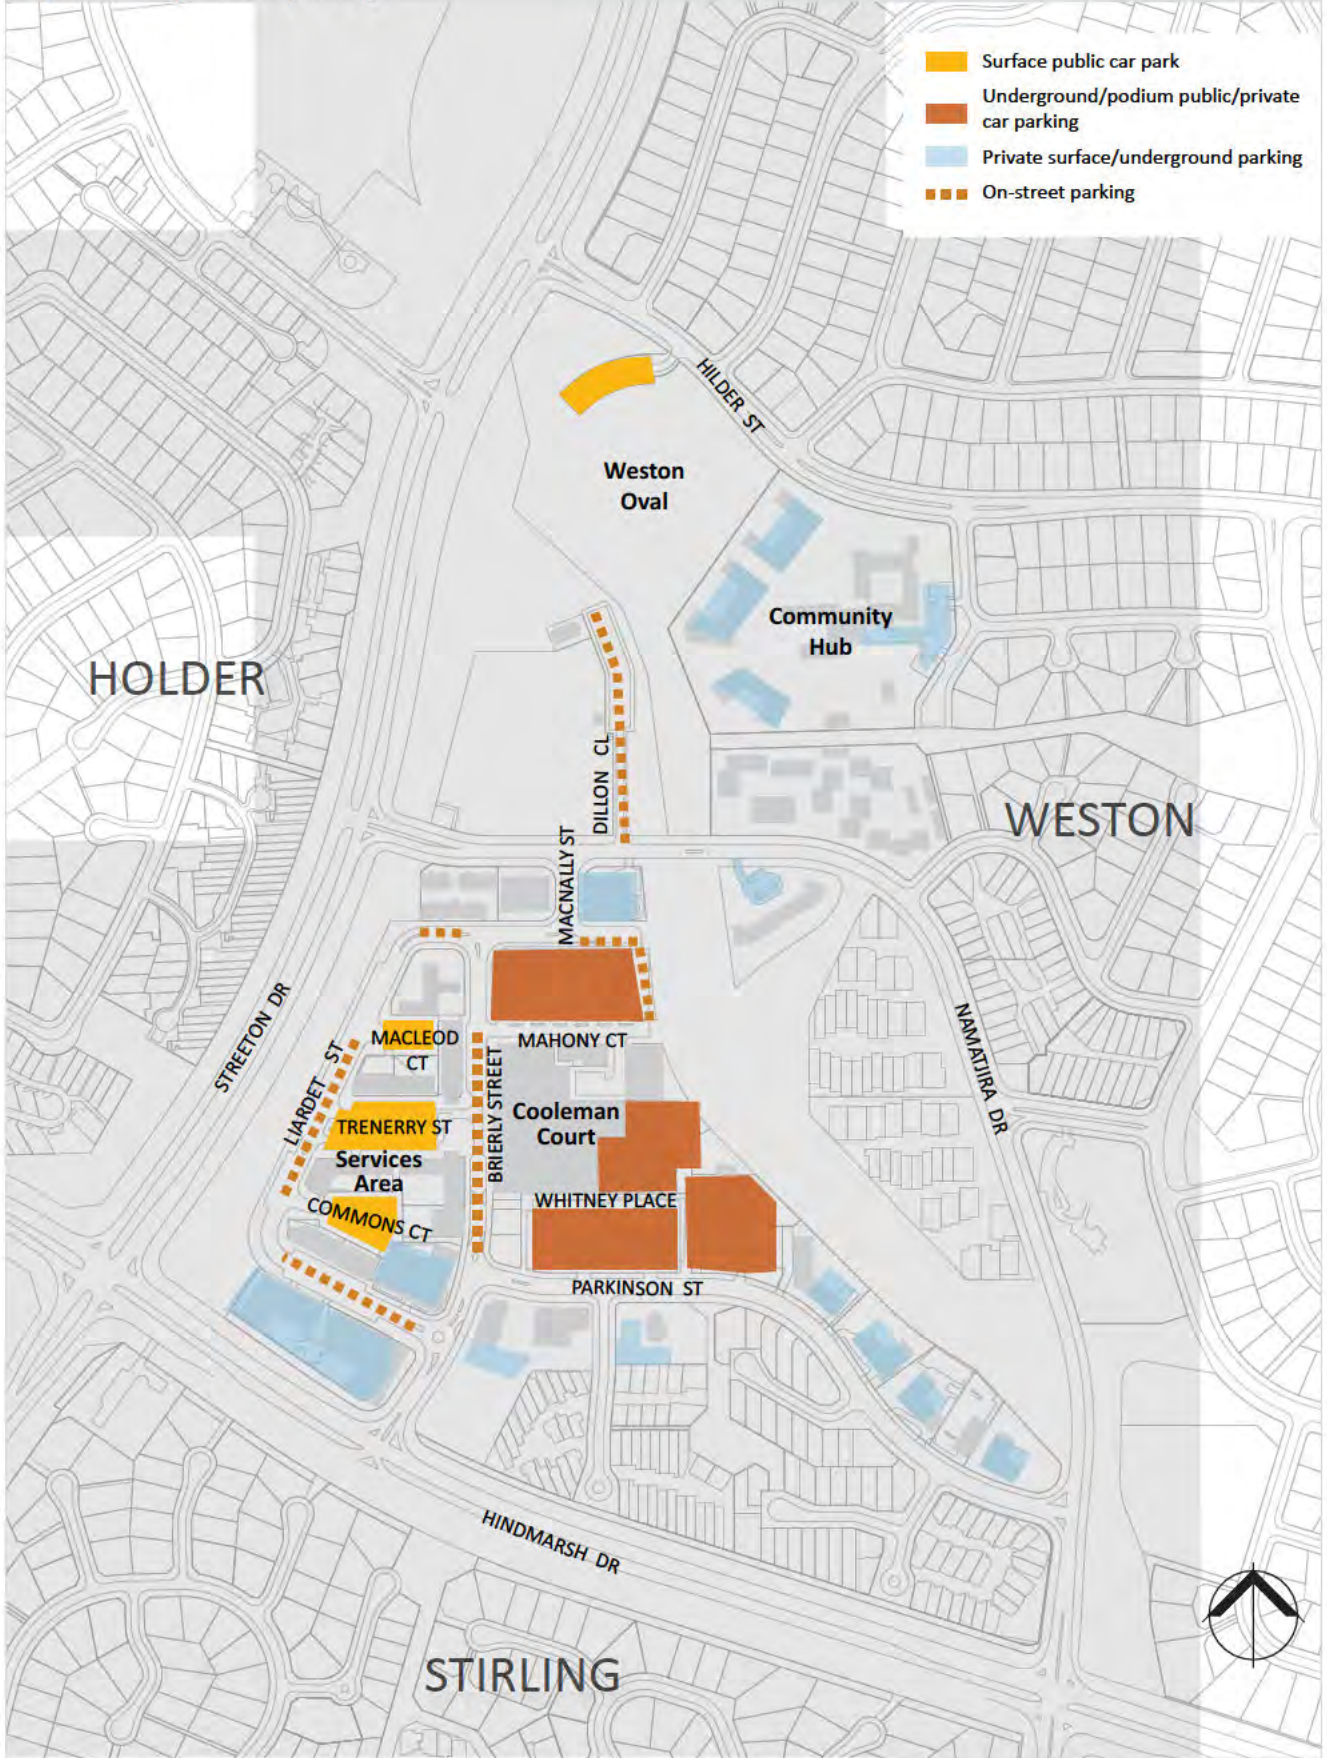 Surface public car park
Underground/podium public/private
car parking
Private surface/underground parking
On-street parking
HILDER ST
Weston
Oval
Community
Hub
HOLDER
DILLON CL
WESTON
MACNALLY ST
STREETON DR
NAMATJIRA DR
MACLEOD
CT
MAHONY CT
LIARDET ST
BRIERLY STREET
Cooleman
Court
TRENERRY ST
Services
Area
WHITNEY PLACE
COMMONS CT
PARKINSON ST
HINDMARSH DR
STIRLING